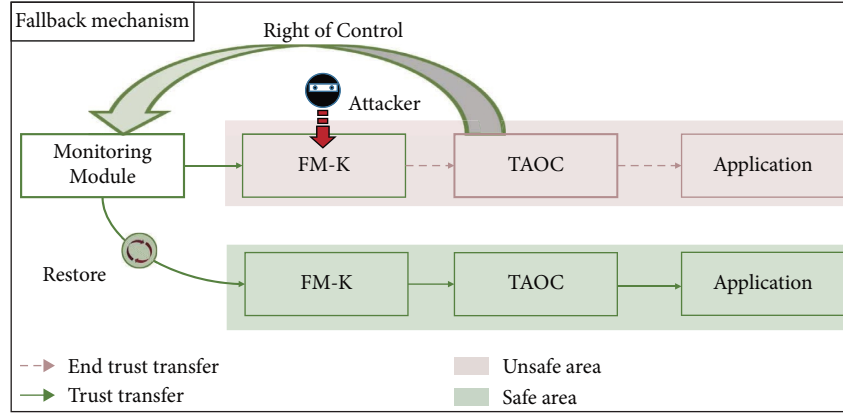 Fallback mechanism
Right of Control
Attacker
Monitoring
Module
FM-K
TAOC
Application
Restore
FM-K
TAOC
Application
End trust transfer
Unsafe area
Trust transfer
Safe area